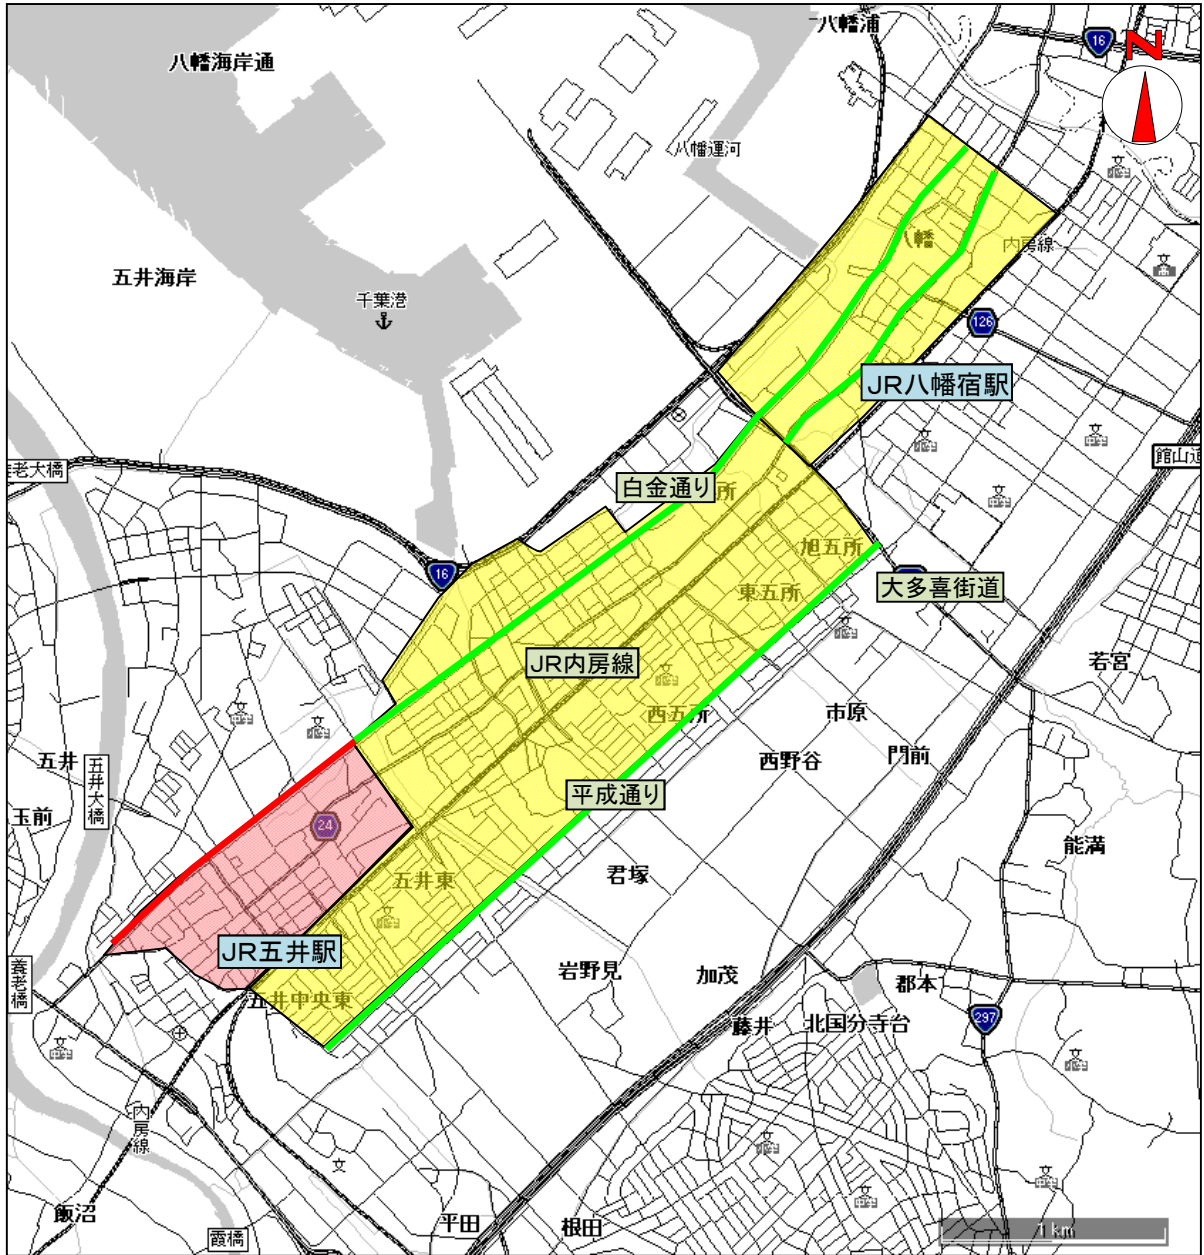 八幡浦
16
N
八幡海岸通
八幡運河
八幡
内房線
五井海岸
千葉港
126
JR八幡宿駅
館山道
老大橋
白金通り
所
旭五所
16
東五所
大多喜街道
JR内房線
若宮
西五所
市原
五井
五井大橋
西野谷
門前
平成通り
玉前
24
能満
君塚
五井東
JR五井駅
岩野見
加茂
養老橋
郡本
五井中央東
藤井
北国分寺台
297
内房線
飯沼
平田
根田
霞橋
1km